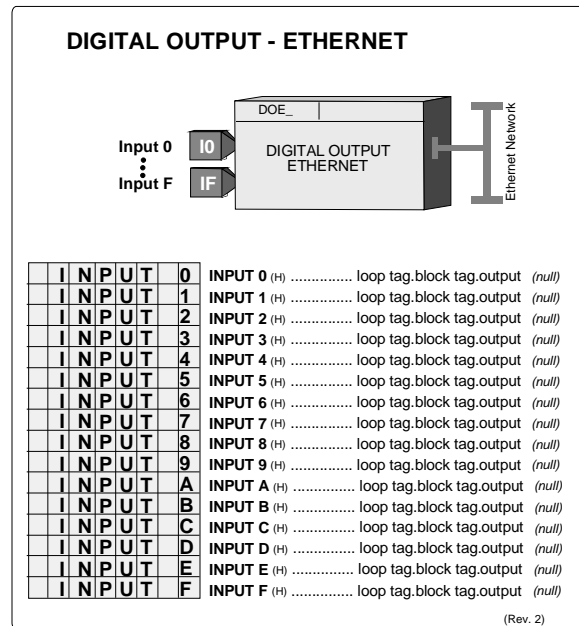 DIGITAL OUTPUT - ETHERNET
DOE_
Input 0
I0
DIGITAL OUTPUT
ETHERNET
Input F
IF
Ethernet Network
INPUT 0 INPUT 0 (H) ............... loop tag.block tag.output (null)
INPUT 1 INPUT 1 (H) ............... loop tag.block tag.output (null)
INPUT 2 INPUT 2 (H) ............... loop tag.block tag.output (null)
INPUT 3 INPUT 3 (H) ............... loop tag.block tag.output (null)
INPUT 4 INPUT 4 (H) ............... loop tag.block tag.output (null)
INPUT 5 INPUT 5 (H) ............... loop tag.block tag.output (null)
INPUT 6 INPUT 6 (H) ............... loop tag.block tag.output (null)
INPUT 7 INPUT 7 (H) ............... loop tag.block tag.output (null)
INPUT 8 INPUT 8 (H) ............... loop tag.block tag.output (null)
INPUT 9 INPUT 9 (H) ............... loop tag.block tag.output (null)
INPUT A INPUT A (H) ............... loop tag.block tag.output (null)
INPUT B INPUT B (H) ............... loop tag.block tag.output (null)
INPUT C INPUT C (H) ............... loop tag.block tag.output (null)
INPUT D INPUT D (H) ............... loop tag.block tag.output (null)
INPUT E INPUT E (H) ............... loop tag.block tag.output (null)
INPUT F INPUT F (H) ............... loop tag.block tag.output (null)
(Rev. 2)